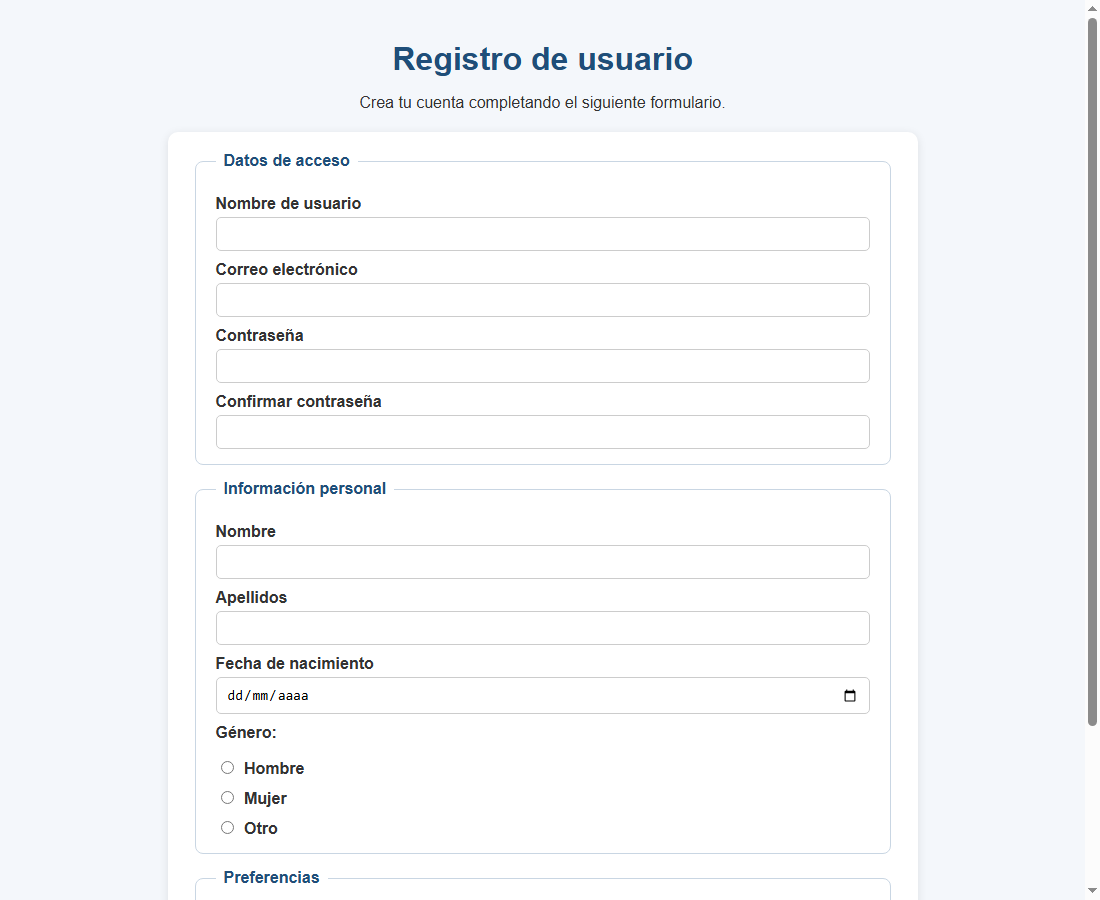 Registro de usuario
Crea tu cuenta completando el siguiente formulario.
Datos de acceso
Nombre de usuario
Correo electrónico
Contraseña
Confirmar contraseña
Información personal
Nombre
Apellidos
Fecha de nacimiento
dd/mm/aaaa
Género:
Hombre
Mujer
Otro
Preferencias